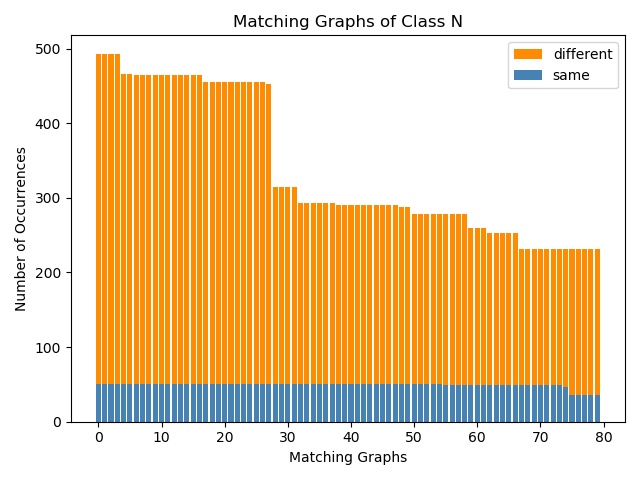 Matching Graphs of Class N
different
same
Number of Occurrences
500
400
300
200
100
0
0 10 20 30 40 50 60 70 80
Matching Graphs